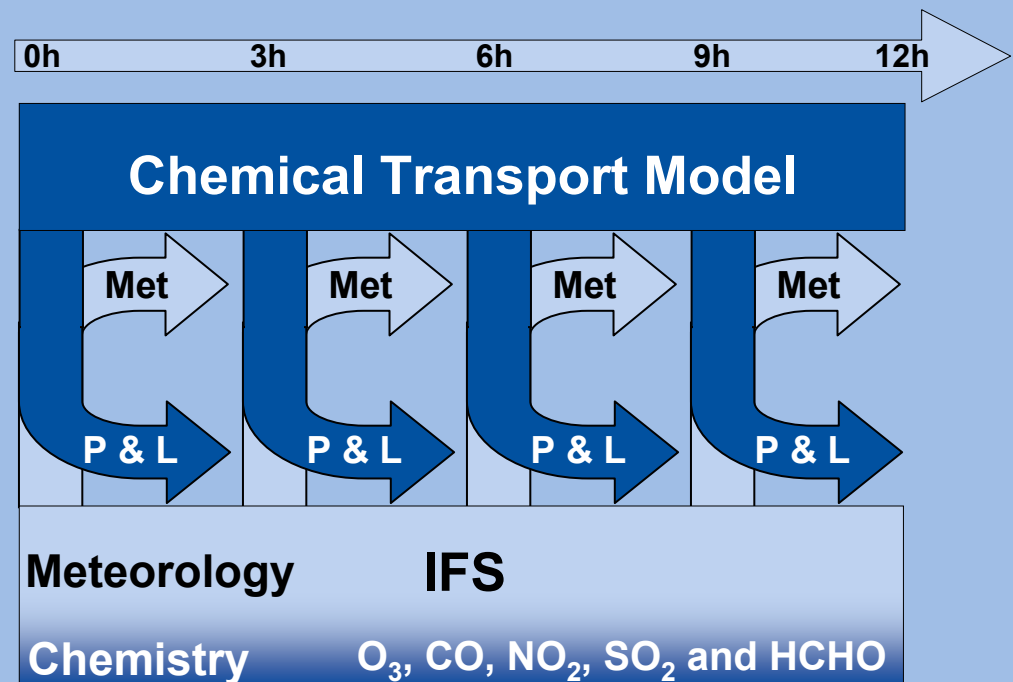 0h 3h 6h 9h 12h
Chemical Transport Model
Met Met Met Met
P & L P & L P & L P & L
Meteorology IFS
Chemistry O₃, CO, NO₂, SO₂ and HCHO